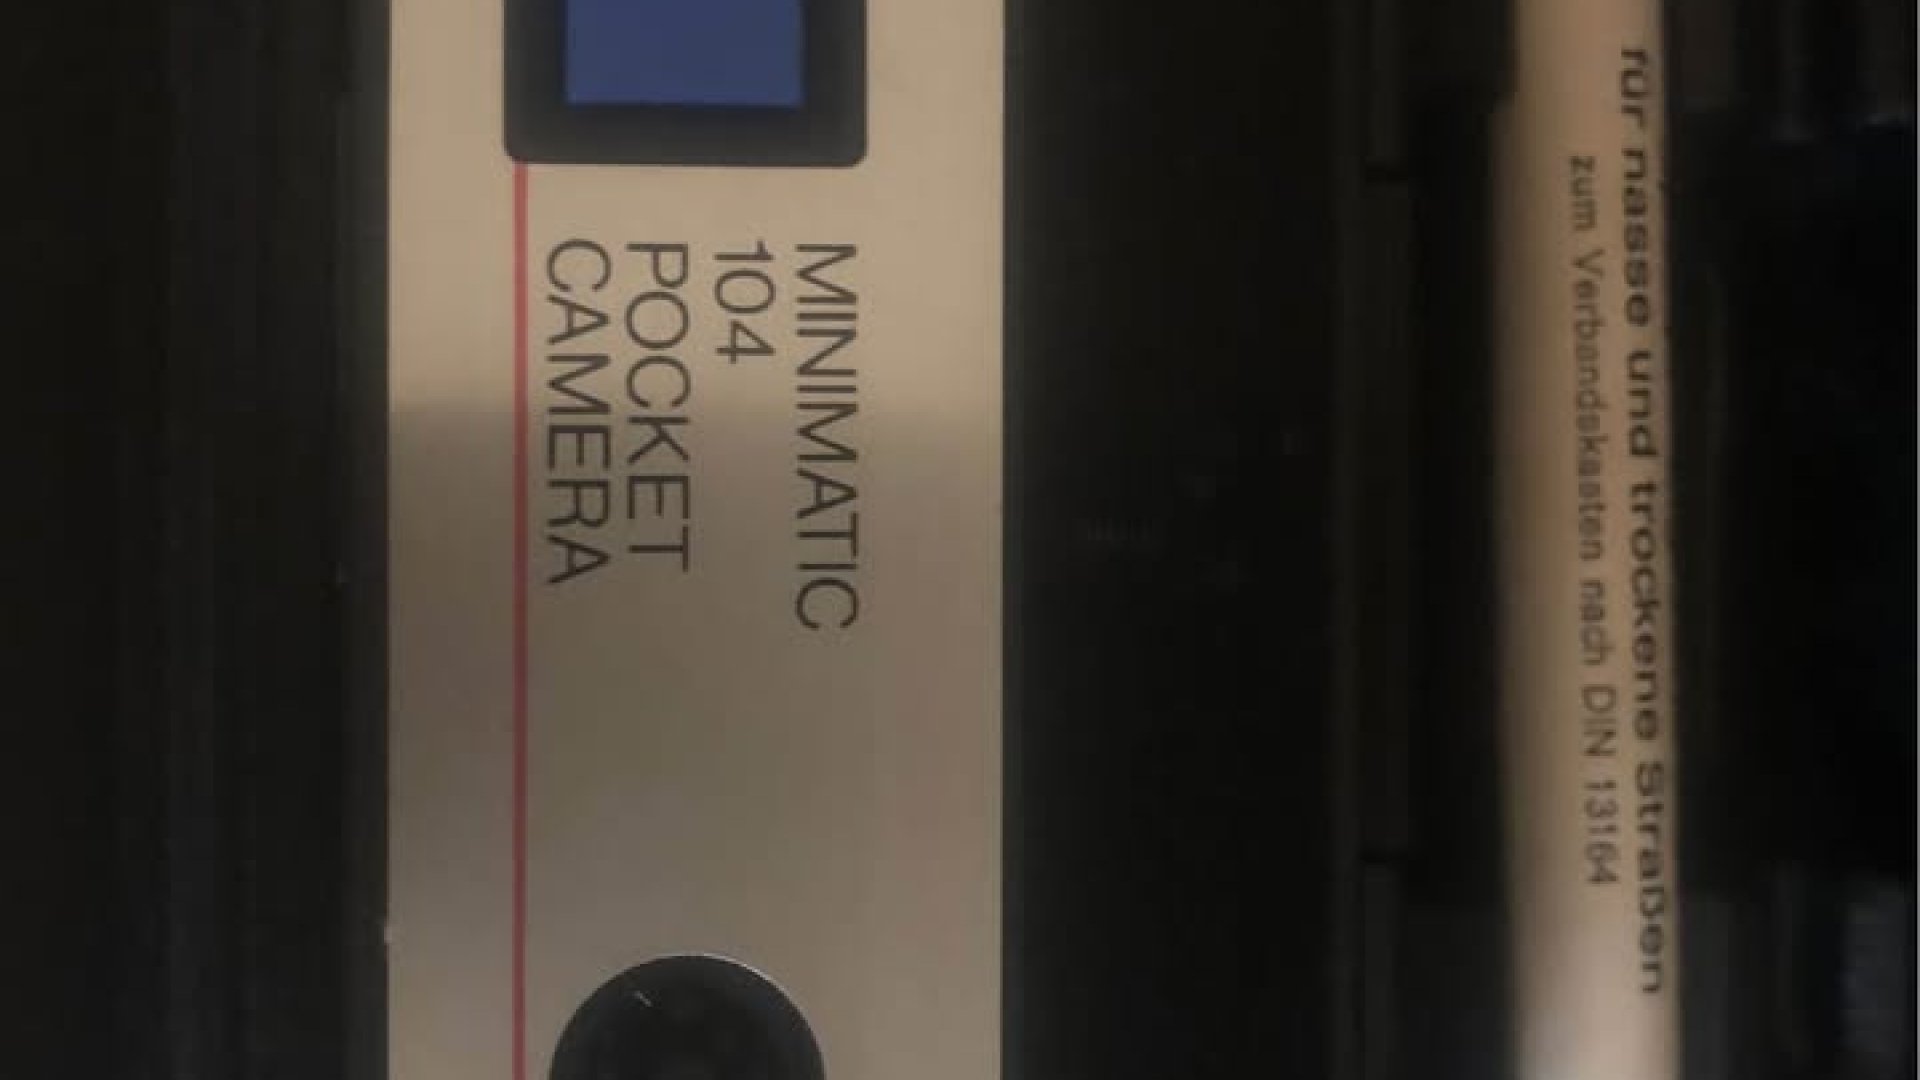 MINIMATIC
104
POCKET
CAMERA
für nasse und trockene Straßen
zum Verbandskasten nach DIN 13164